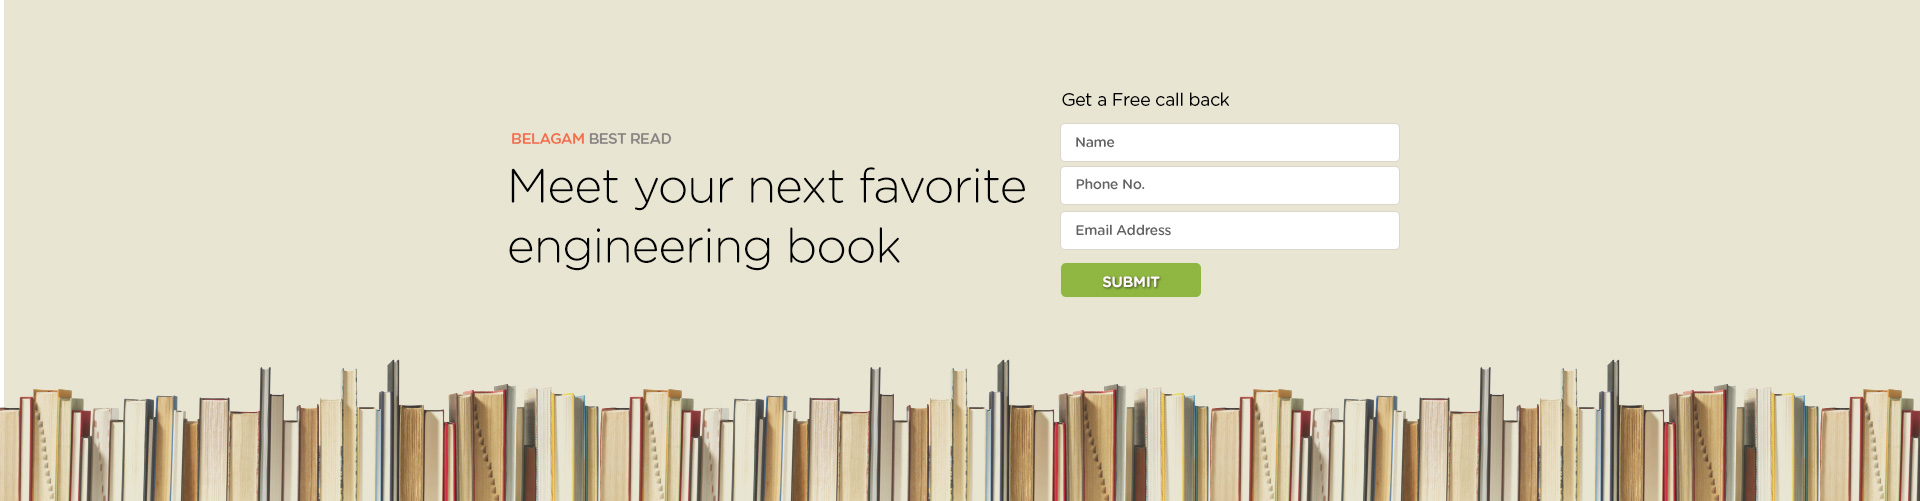 BELAGAM BEST READ
Meet your next favorite
engineering book
Get a Free call back
Name
Phone No.
Email Address
SUBMIT